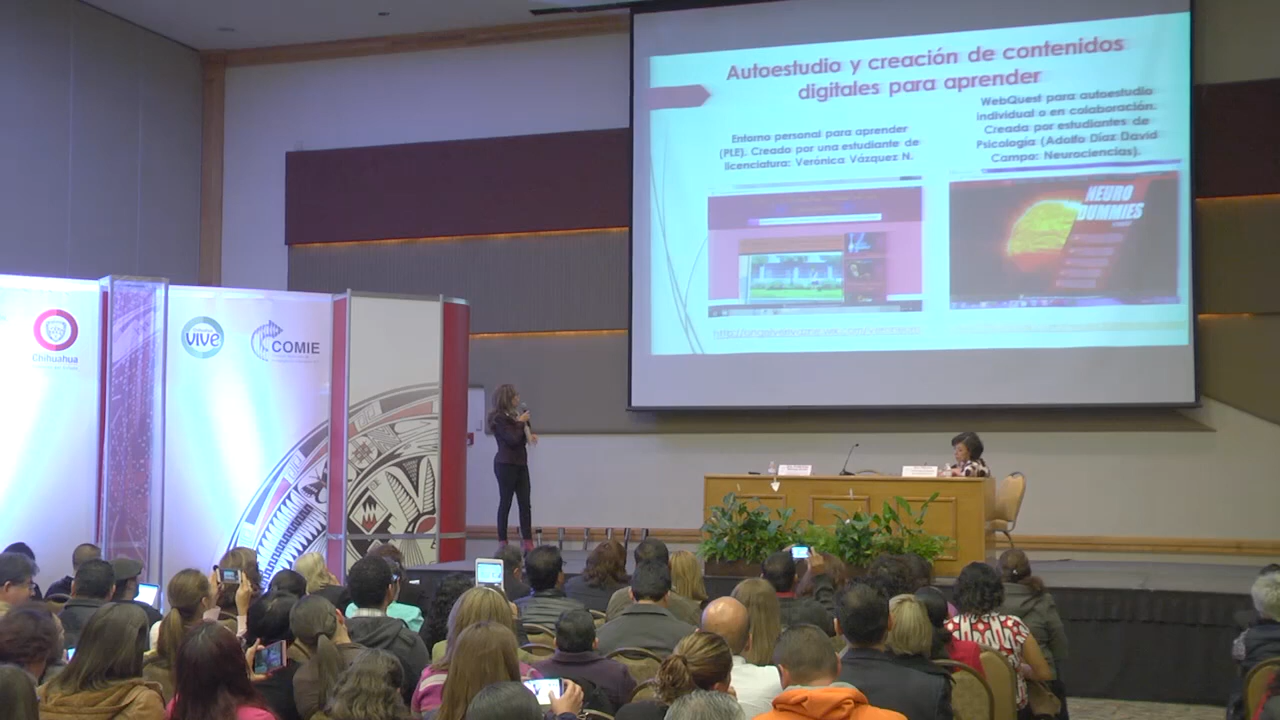 Autoestudio y creación de contenidos
digitales para aprender
Entorno personal para aprender
(PLE). Creado por una estudiante de
licenciatura: Verónica Vázquez N.
WebQuest para autoestudio
individual o en colaboración.
Creada por estudiantes de
Psicología (Adolfo Díaz David
Campo: Neurociencias).
NEURO
DUMMIES
Chihuahua
VIVE
COMIE